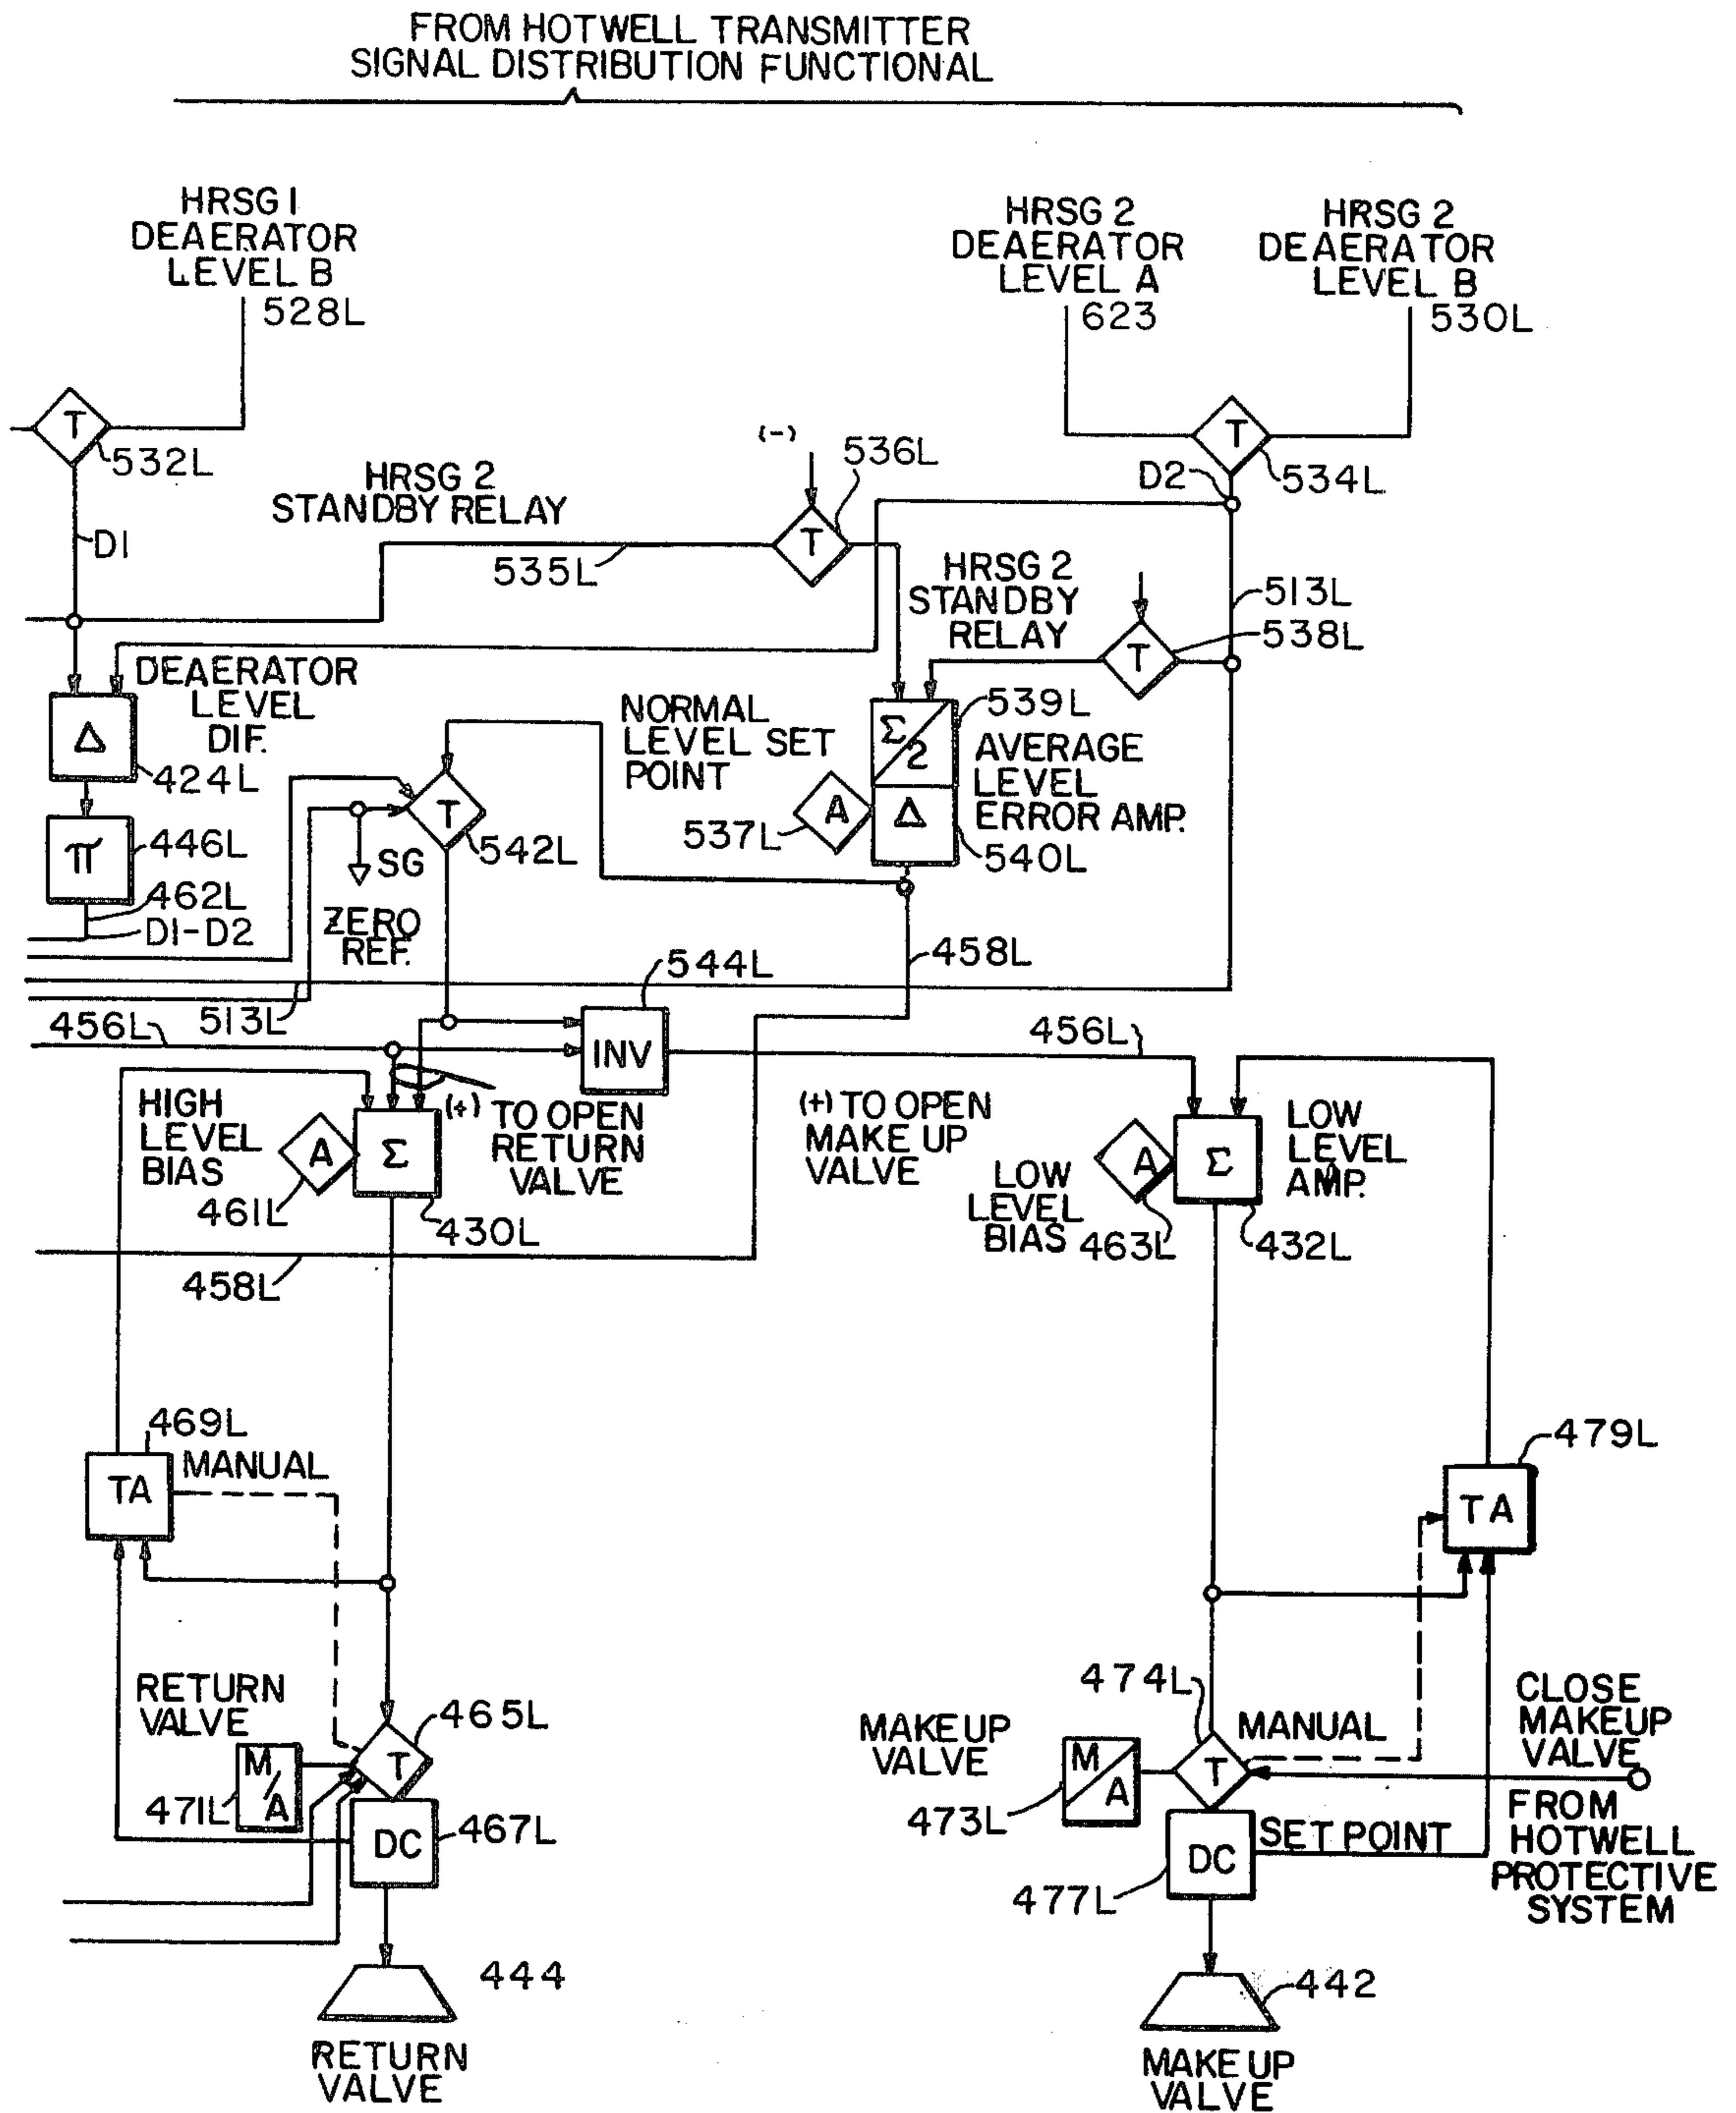 FROM HOTWELL TRANSMITTER
SIGNAL DISTRIBUTION FUNCTIONAL
HRSG 1
DEAERATOR
LEVEL B
528L
HRSG 2
DEAERATOR
LEVEL A
623
HRSG 2
DEAERATOR
LEVEL B
530L
T
532L
(-)
536L
T
534L
D2
HRSG 2
STANDBY RELAY
T
D1
535L
HRSG 2
STANDBY
RELAY
513L
538L
T
DEAERATOR
LEVEL
DIF.
Δ
424L
NORMAL
LEVEL SET
POINT
539L
Σ/2
AVERAGE
LEVEL
ERROR AMP.
T
542L
A
537L
Δ
540L
π
446L
SG
462L
D1-D2
ZERO
REF.
544L
458L
513L
456L
INV
456L
HIGH
LEVEL
BIAS
(+) TO OPEN
RETURN
VALVE
(+) TO OPEN
MAKE UP
VALVE
LOW
LEVEL
AMP.
A
Σ
461L
430L
LOW
LEVEL
BIAS
A
Σ
463L
432L
458L
469L
TA
MANUAL
479L
TA
RETURN
VALVE
465L
T
M/A
471L
DC
467L
474L
MANUAL
CLOSE
MAKEUP
VALVE
MAKEUP
VALVE
M/A
T
473L
FROM
HOTWELL
PROTECTIVE
SYSTEM
DC
SET POINT
477L
444
RETURN
VALVE
442
MAKE UP
VALVE